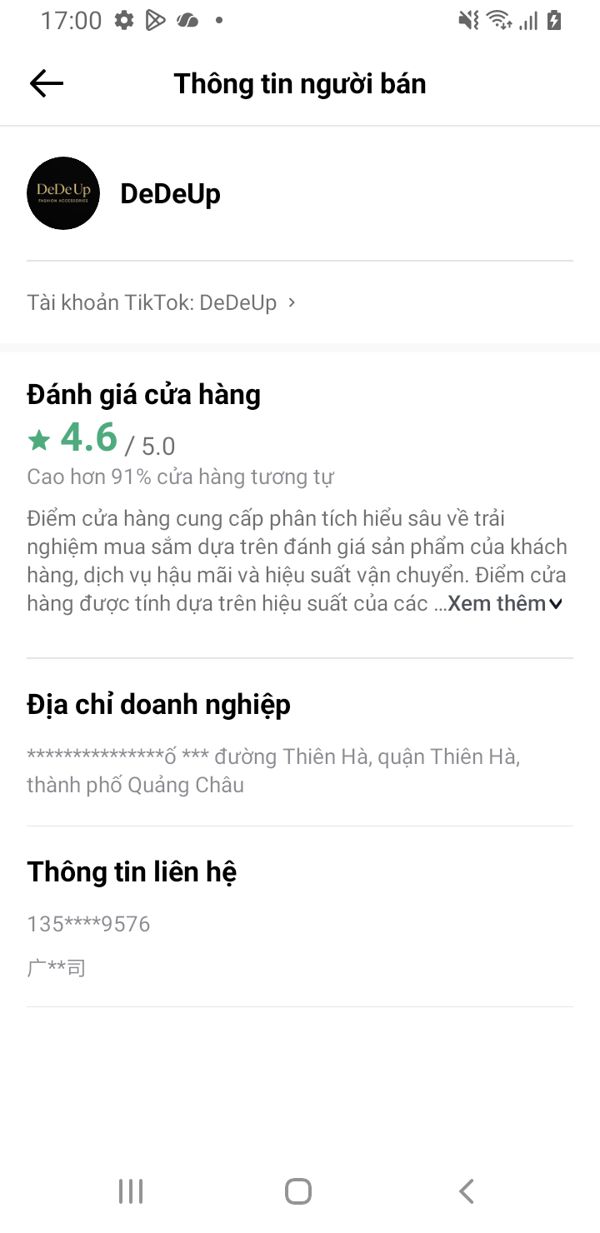 17:00
Thông tin người bán
DeDeUp
FASHION ACCESSORIES
DeDeUp
Tài khoản TikTok: DeDeUp
Đánh giá cửa hàng
4.6 / 5.0
Cao hơn 91% cửa hàng tương tự
Điểm cửa hàng cung cấp phân tích hiểu sâu về trải
nghiệm mua sắm dựa trên đánh giá sản phẩm của khách
hàng, dịch vụ hậu mãi và hiệu suất vận chuyển. Điểm cửa
hàng được tính dựa trên hiệu suất của các ...Xem thêm
Địa chỉ doanh nghiệp
***************ố *** đường Thiên Hà, quận Thiên Hà,
thành phố Quảng Châu
Thông tin liên hệ
135****9576
广**司